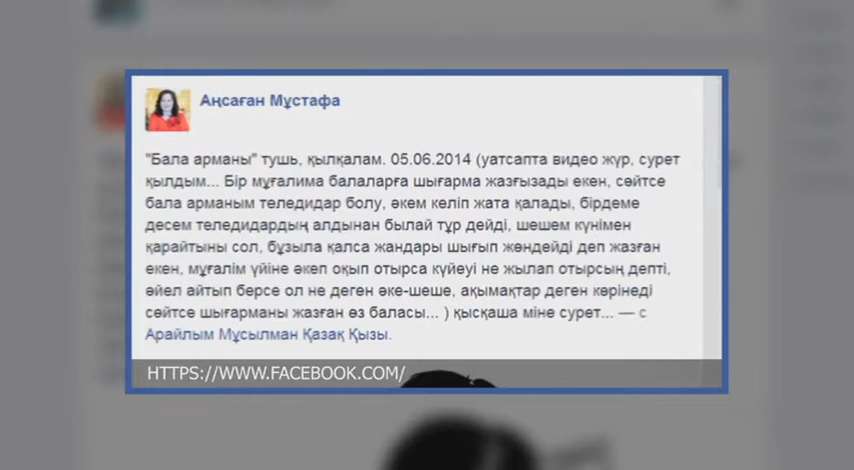 Аңсаған Мұстафа
"Бала арманы" тушь, қылқалам. 05.06.2014 (уатсапта видео жүр, сурет
қылдым... Бір мұғалима балаларға шығарма жазғызады екен, сөйтсе
бала арманым теледидар болу, әкем келіп жата қалады, бірдеме
десем теледидардың алдынан былай тұр дейді, шешем күнімен
қарайтыны сол, бұзыла қалса жандары шығып жөндейді деп жазған
екен, мұғалім үйіне әкеп оқып отырса күйеуі не жылап отырсың депті,
әйел айтып берсе ол не деген әке-шеше, ақымақтар деген көрінеді
сөйтсе шығарманы жазған өз баласы... ) қысқаша міне сурет... — с
Арайлым Мұсылман Қазақ Қызы.
HTTPS://WWW.FACEBOOK.COM/